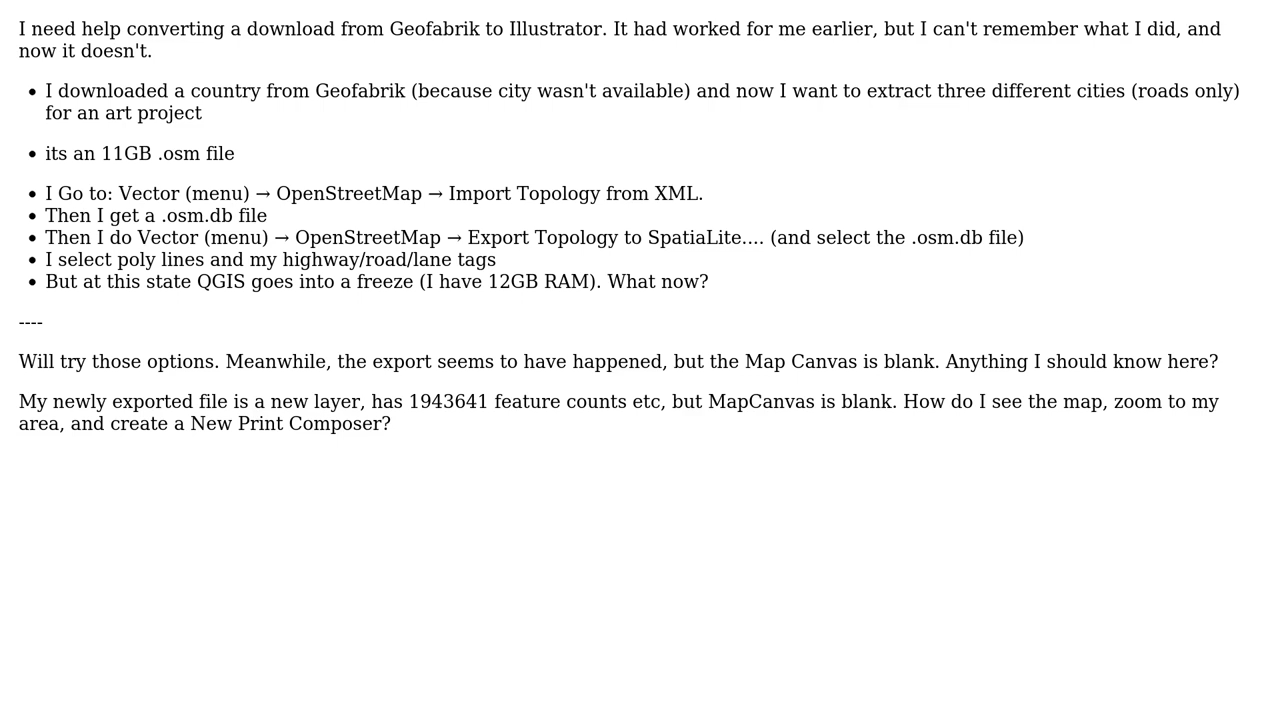 I need help converting a download from Geofabrik to Illustrator. It had worked for me earlier, but I can't remember what I did, and
now it doesn't.
• I downloaded a country from Geofabrik (because city wasn't available) and now I want to extract three different cities (roads only)
for an art project
• its an 11GB .osm file
• I Go to: Vector (menu) → OpenStreetMap → Import Topology from XML.
• Then I get a .osm.db file
• Then I do Vector (menu) → OpenStreetMap → Export Topology to SpatiaLite.... (and select the .osm.db file)
• I select poly lines and my highway/road/lane tags
• But at this state QGIS goes into a freeze (I have 12GB RAM). What now?
----
Will try those options. Meanwhile, the export seems to have happened, but the Map Canvas is blank. Anything I should know here?
My newly exported file is a new layer, has 1943641 feature counts etc, but MapCanvas is blank. How do I see the map, zoom to my
area, and create a New Print Composer?